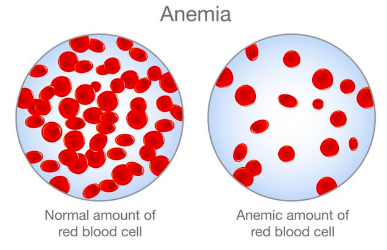 Anemia
Normal amount of
red blood cell
Anemic amount of
red blood cell